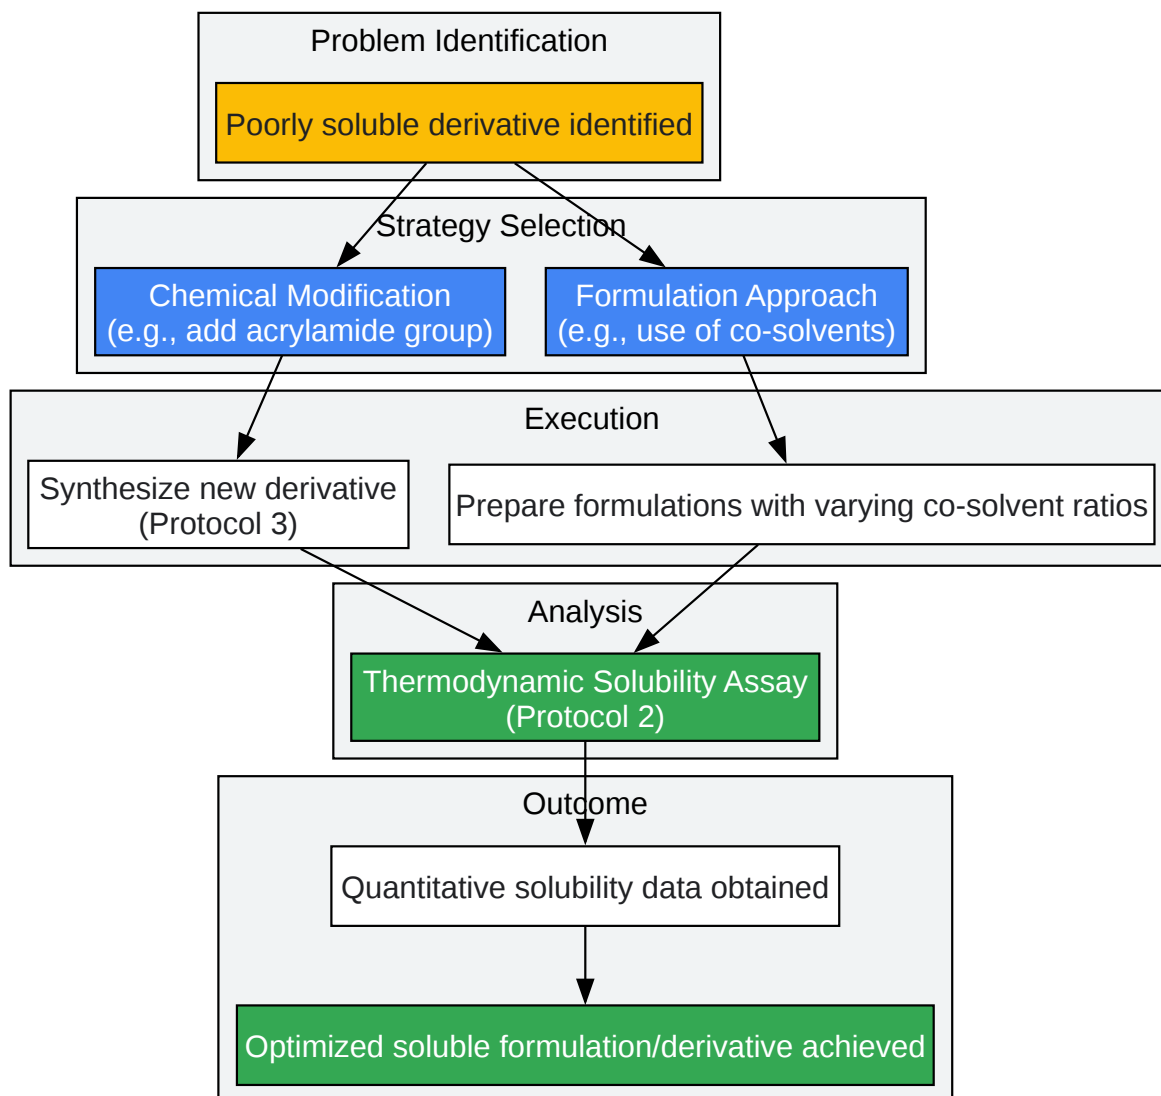 Problem Identification
Poorly soluble derivative identified
Strategy Selection
Chemical Modification
(e.g., add acrylamide group)
Formulation Approach
(e.g., use of co-solvents)
Execution
Synthesize new derivative
(Protocol 3)
Prepare formulations with varying co-solvent ratios
Analysis
Thermodynamic Solubility Assay
(Protocol 2)
Outcome
Quantitative solubility data obtained
Optimized soluble formulation/derivative achieved